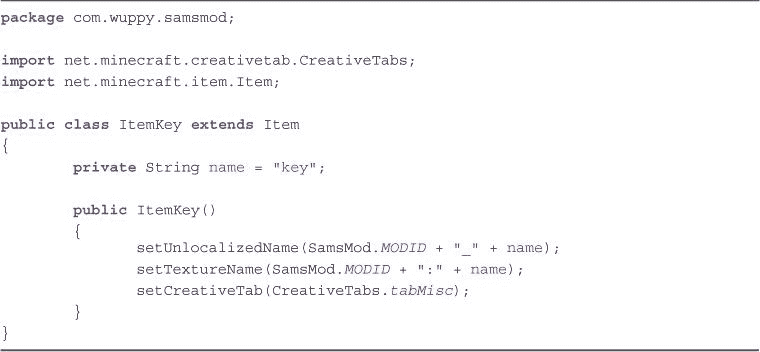 package com.wuppy.samsmod;
import net.minecraft.creativetab.CreativeTabs;
import net.minecraft.item.Item;
public class ItemKey extends Item
{
private String name = "key";
public ItemKey()
{
setUnlocalizedName(SamsMod.MODID + "_" + name);
setTextureName(SamsMod.MODID + ":" + name);
setCreativeTab(CreativeTabs.tabMisc);
}
}